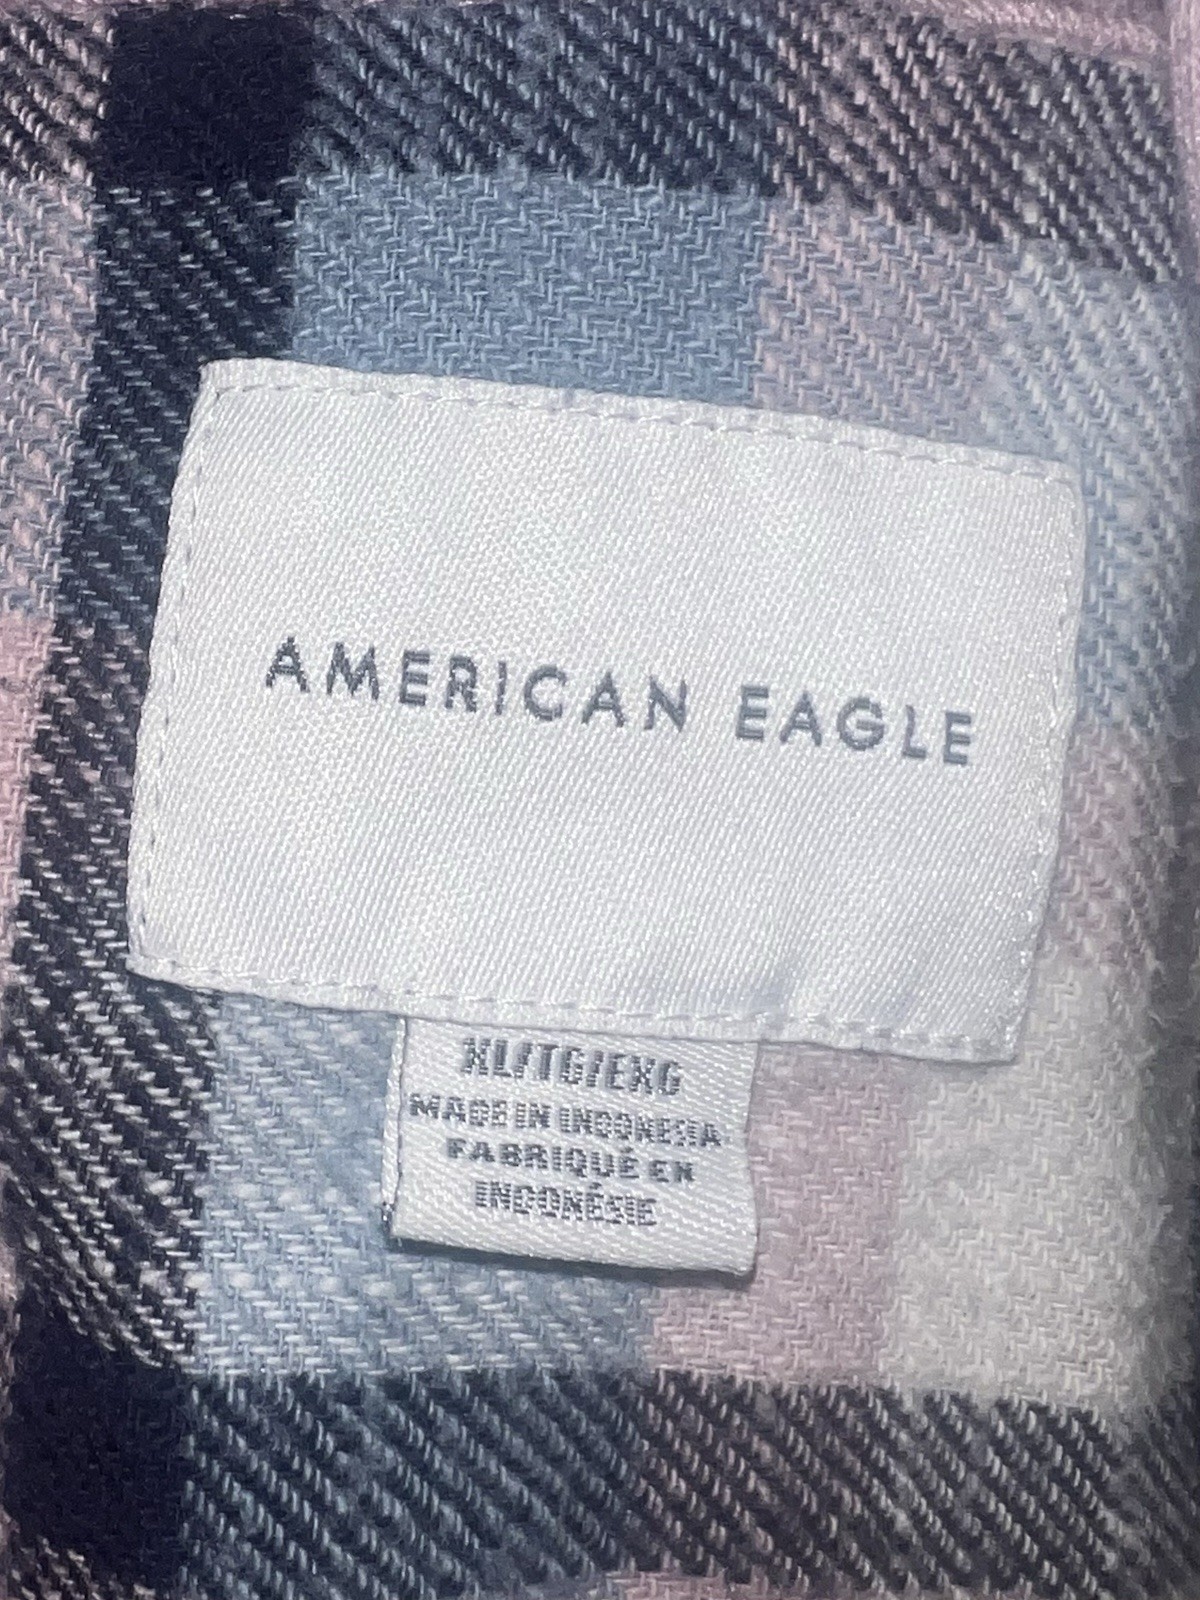 AMERICAN EAGLE
XL/TG/EXG
MADE IN INDONESIA
FABRIQUÉ EN
INDONÉSIE